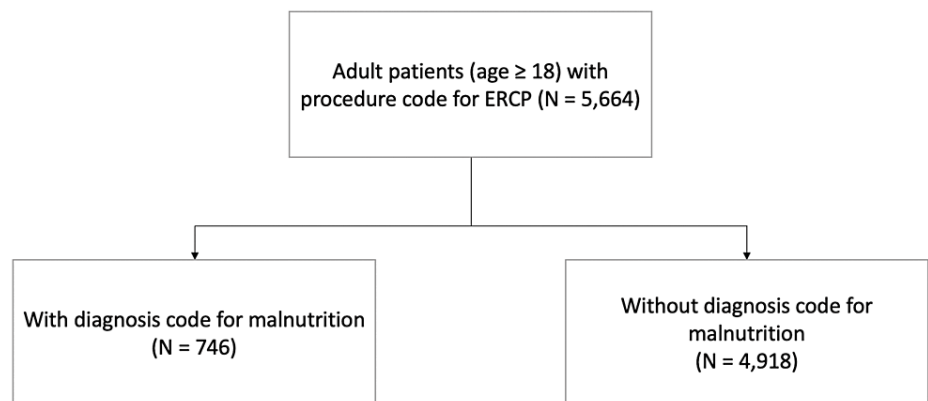 Adult patients (age ≥ 18) with
procedure code for ERCP (N = 5,664)
With diagnosis code for malnutrition
(N = 746)
Without diagnosis code for
malnutrition
(N = 4,918)